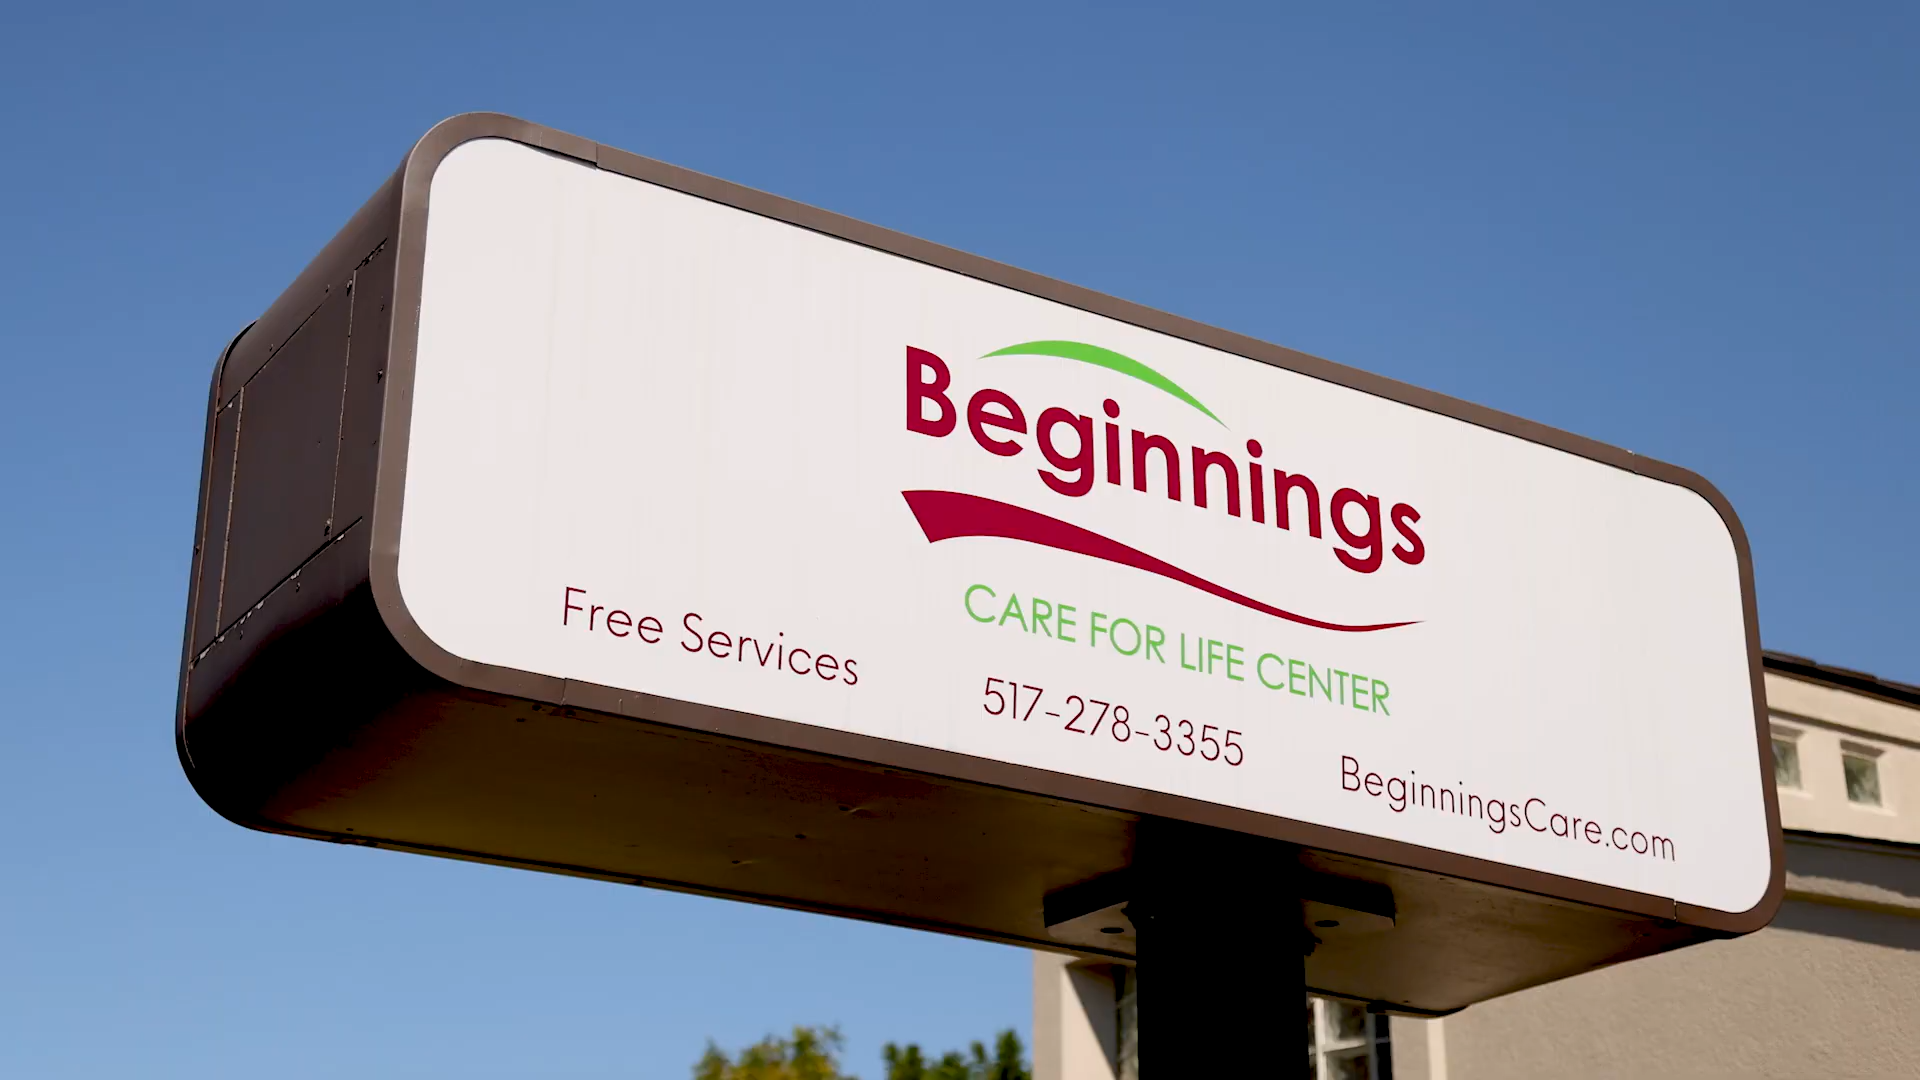 Beginnings
CARE FOR LIFE CENTER
Free Services
517-278-3355
BeginningsCare.com